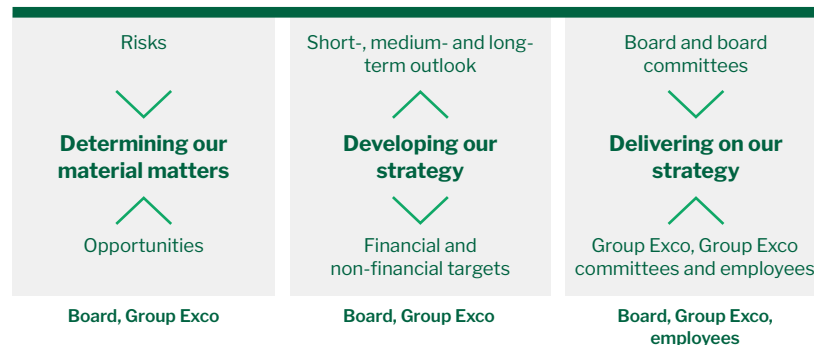 Risks
Determining our
material matters
Opportunities
Board, Group Exco
Short-, medium- and long-
term outlook
Developing our
strategy
Financial and
non-financial targets
Board, Group Exco
Board and board
committees
Delivering on our
strategy
Group Exco, Group Exco
committees and employees
Board, Group Exco,
employees